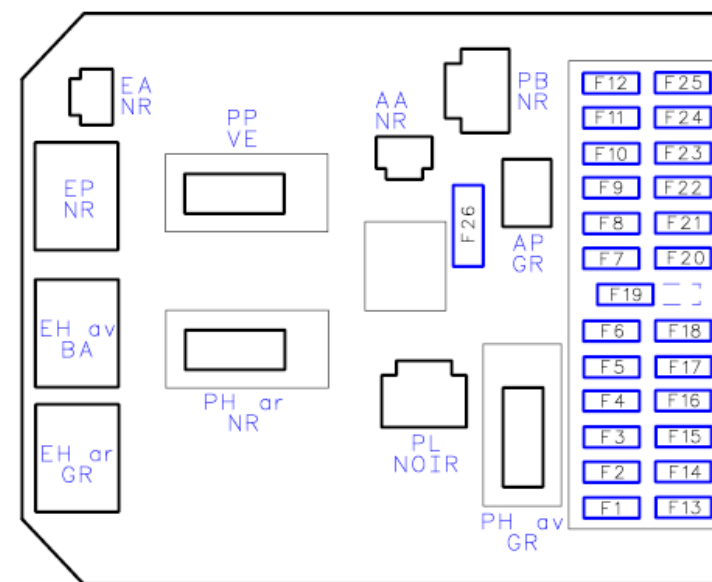 EA
NR
PP
VE
AA
NR
PB
NR
EP
NR
F26
AP
GR
EH av
BA
PH ar
NR
EH ar
GR
PL
NOIR
PH av
GR
F12 F25
F11 F24
F10 F23
F9 F22
F8 F21
F7 F20
F19
F6 F18
F5 F17
F4 F16
F3 F15
F2 F14
F1 F13